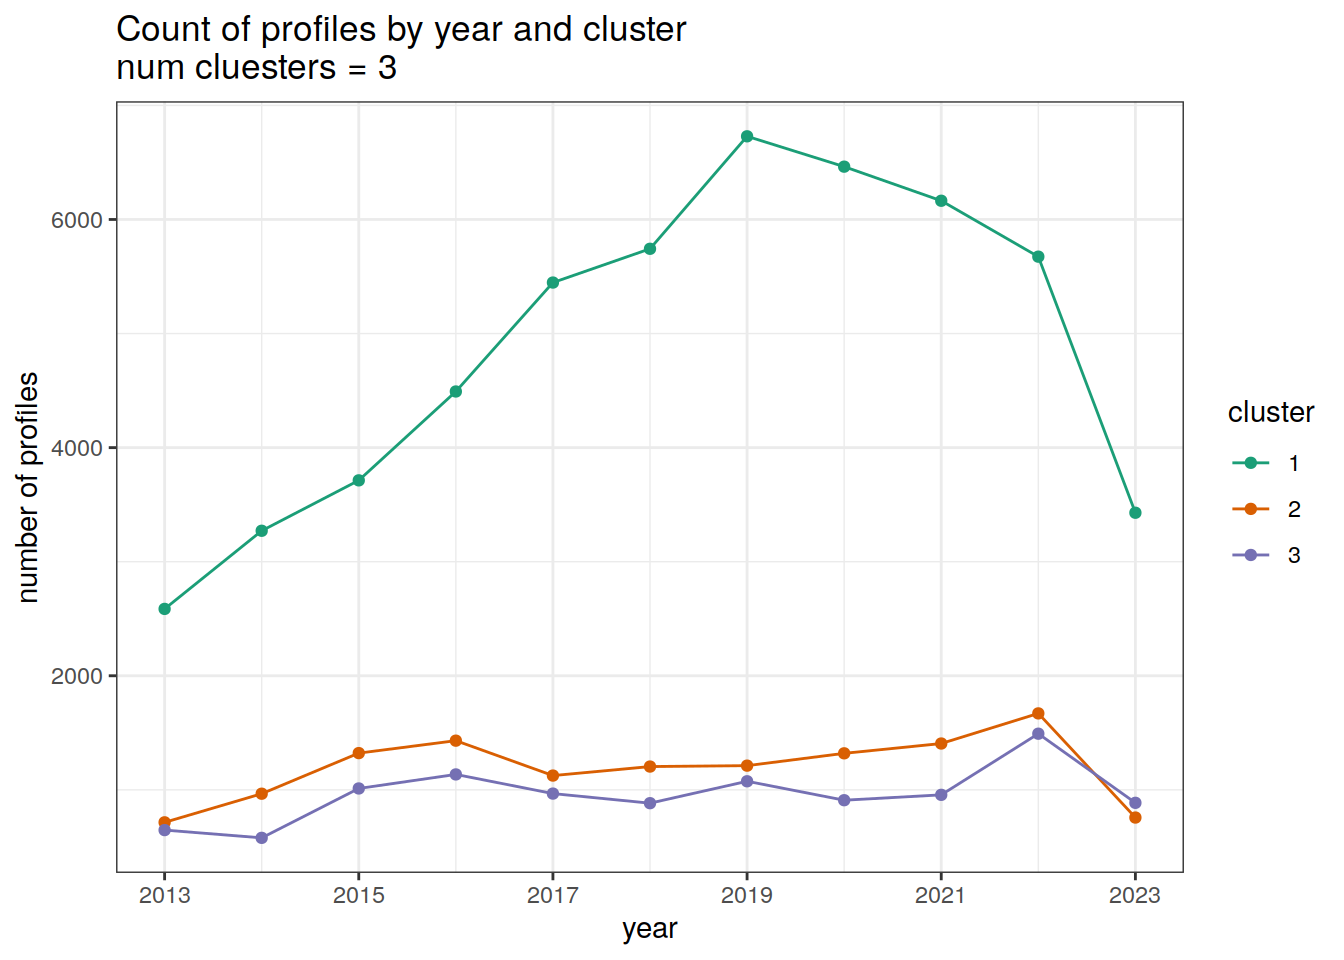 Count of profiles by year and cluster
num cluesters = 3
6000
4000
2000
number of profiles
2013 2015 2017 2019 2021 2023
year
cluster
1
2
3